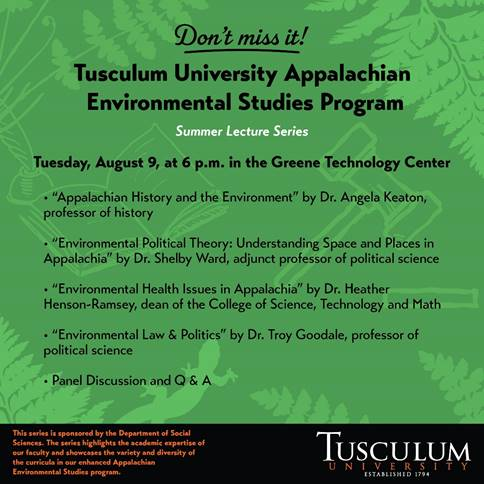 Don't miss it!
Tusculum University Appalachian
Environmental Studies Program
Summer Lecture Series
Tuesday, August 9, at 6 p.m. in the Greene Technology Center
• "Appalachian History and the Environment" by Dr. Angela Keaton,
professor of history
• "Environmental Political Theory: Understanding Space and Places in
Appalachia" by Dr. Shelby Ward, adjunct professor of political science
• "Environmental Health Issues in Appalachia" by Dr. Heather
Henson-Ramsey, dean of the College of Science, Technology and Math
• "Environmental Law & Politics" by Dr. Troy Goodale, professor of
political science
• Panel Discussion and Q & A
This series is sponsored by the Department of Social
Sciences. The series highlights the academic expertise of
our faculty and showcases the variety and diversity of
the curricula in our enhanced Appalachian
Environmental Studies program.
TUSCULUM
UNIVERSITY
ESTABLISHED 1794